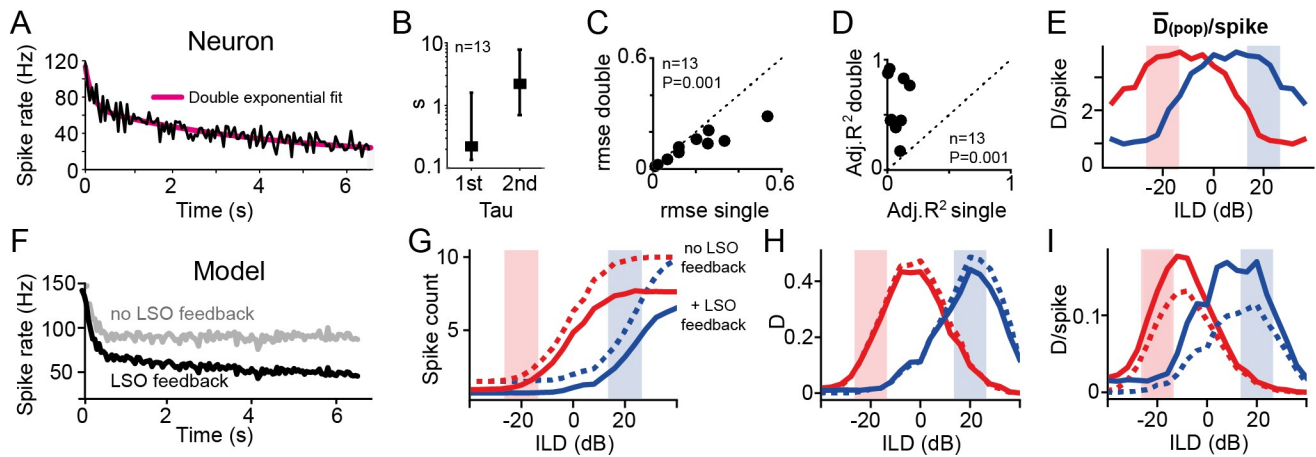 A
Neuron
Spike rate (Hz)
120
80
40
0
Double exponential fit
0 2 4 6
Time (s)
B
n=13
s
10
1
0.1
1st 2nd
Tau
C
rmse double
0.6
n=13
P=0.001
0
0 0.6
rmse single
D
Adj.R² double
1
n=13
P=0.001
0
0 1
Adj.R² single
E
D̅(pop)/spike
D/spike
2
-20 0 20
ILD (dB)
F
Model
Spike rate (Hz)
150
100
50
no LSO feedback
LSO feedback
0 2 4 6
Time (s)
G
Spike count
10
5
no LSO
feedback
+ LSO
feedback
-20 0 20
ILD (dB)
H
D
0.4
0.2
0
-20 0 20
ILD (dB)
I
D/spike
0.1
0
-20 0 20
ILD (dB)